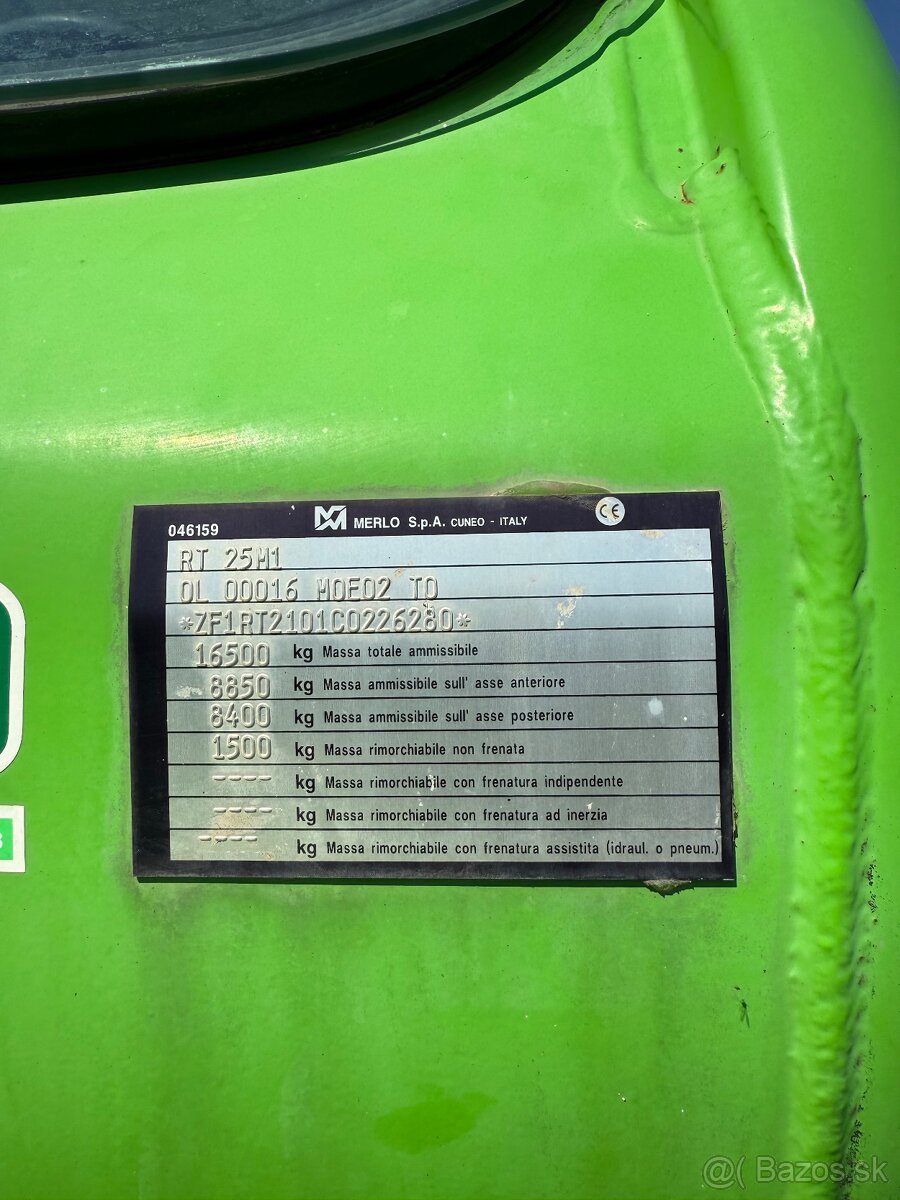 046159 MERLO S.p.A. CUNEO - ITALY CE
RT 25M1
OL 00016 MOE02 TO
*ZF1RT2101C0226280*
16500 kg Massa totale ammissibile
8850 kg Massa ammissibile sull' asse anteriore
8400 kg Massa ammissibile sull' asse posteriore
1500 kg Massa rimorchiabile non frenata
---- kg Massa rimorchiabile con frenatura indipendente
---- kg Massa rimorchiabile con frenatura ad inerzia
---- kg Massa rimorchiabile con frenatura assistita (idraul. o pneum.)
@( Bazos.sk